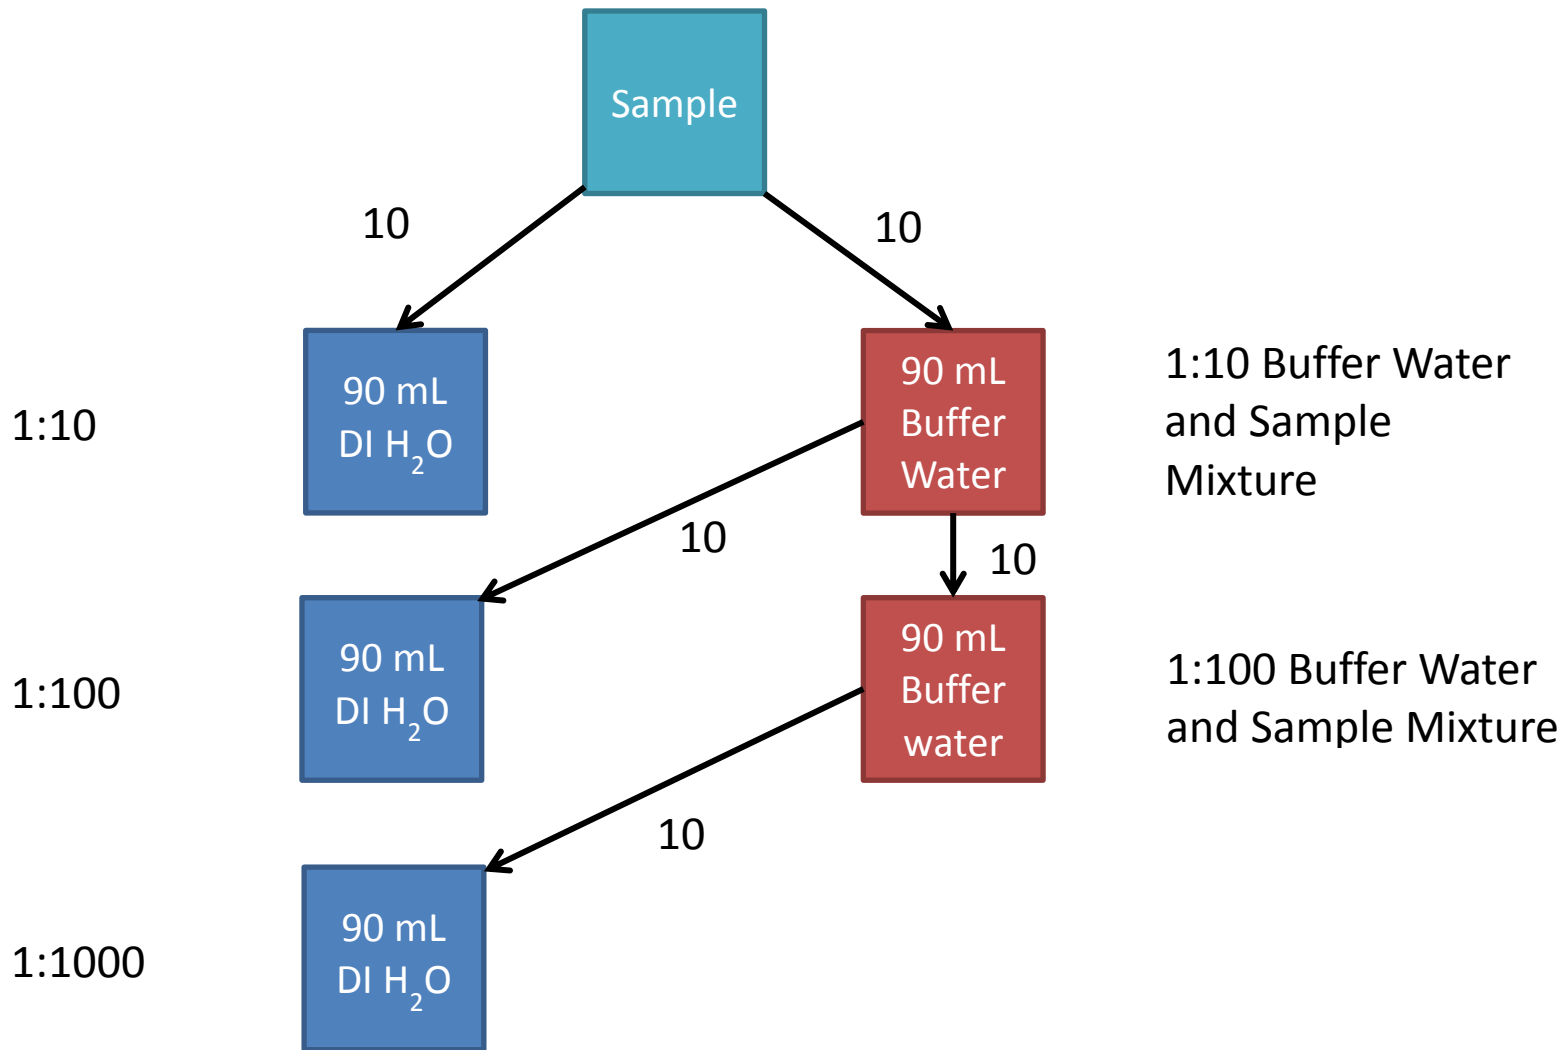 Sample
10
10
1:10
90 mL
DI H₂O
90 mL
Buffer
Water
1:10 Buffer Water
and Sample
Mixture
10
10
1:100
90 mL
DI H₂O
90 mL
Buffer
water
1:100 Buffer Water
and Sample Mixture
10
1:1000
90 mL
DI H₂O